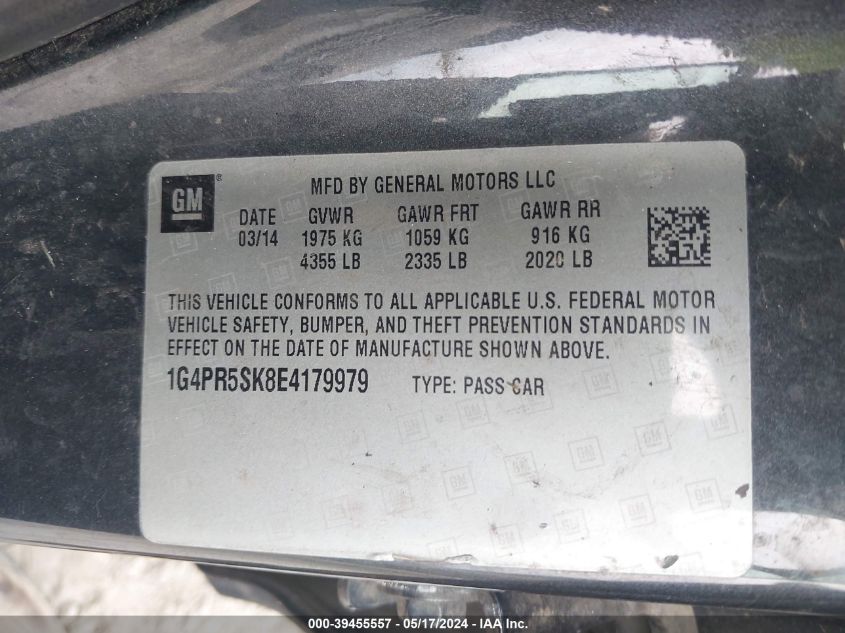 GM ® MFD BY GENERAL MOTORS LLC
DATE GVWR GAWR FRT GAWR RR
03/14 1975 KG 1059 KG 916 KG
4355 LB 2335 LB 2020 LB
THIS VEHICLE CONFORMS TO ALL APPLICABLE U.S. FEDERAL MOTOR
VEHICLE SAFETY, BUMPER, AND THEFT PREVENTION STANDARDS IN
EFFECT ON THE DATE OF MANUFACTURE SHOWN ABOVE.
1G4PR5SK8E4179979 TYPE: PASS CAR
000-39455557 - 05/17/2024 - IAA Inc.